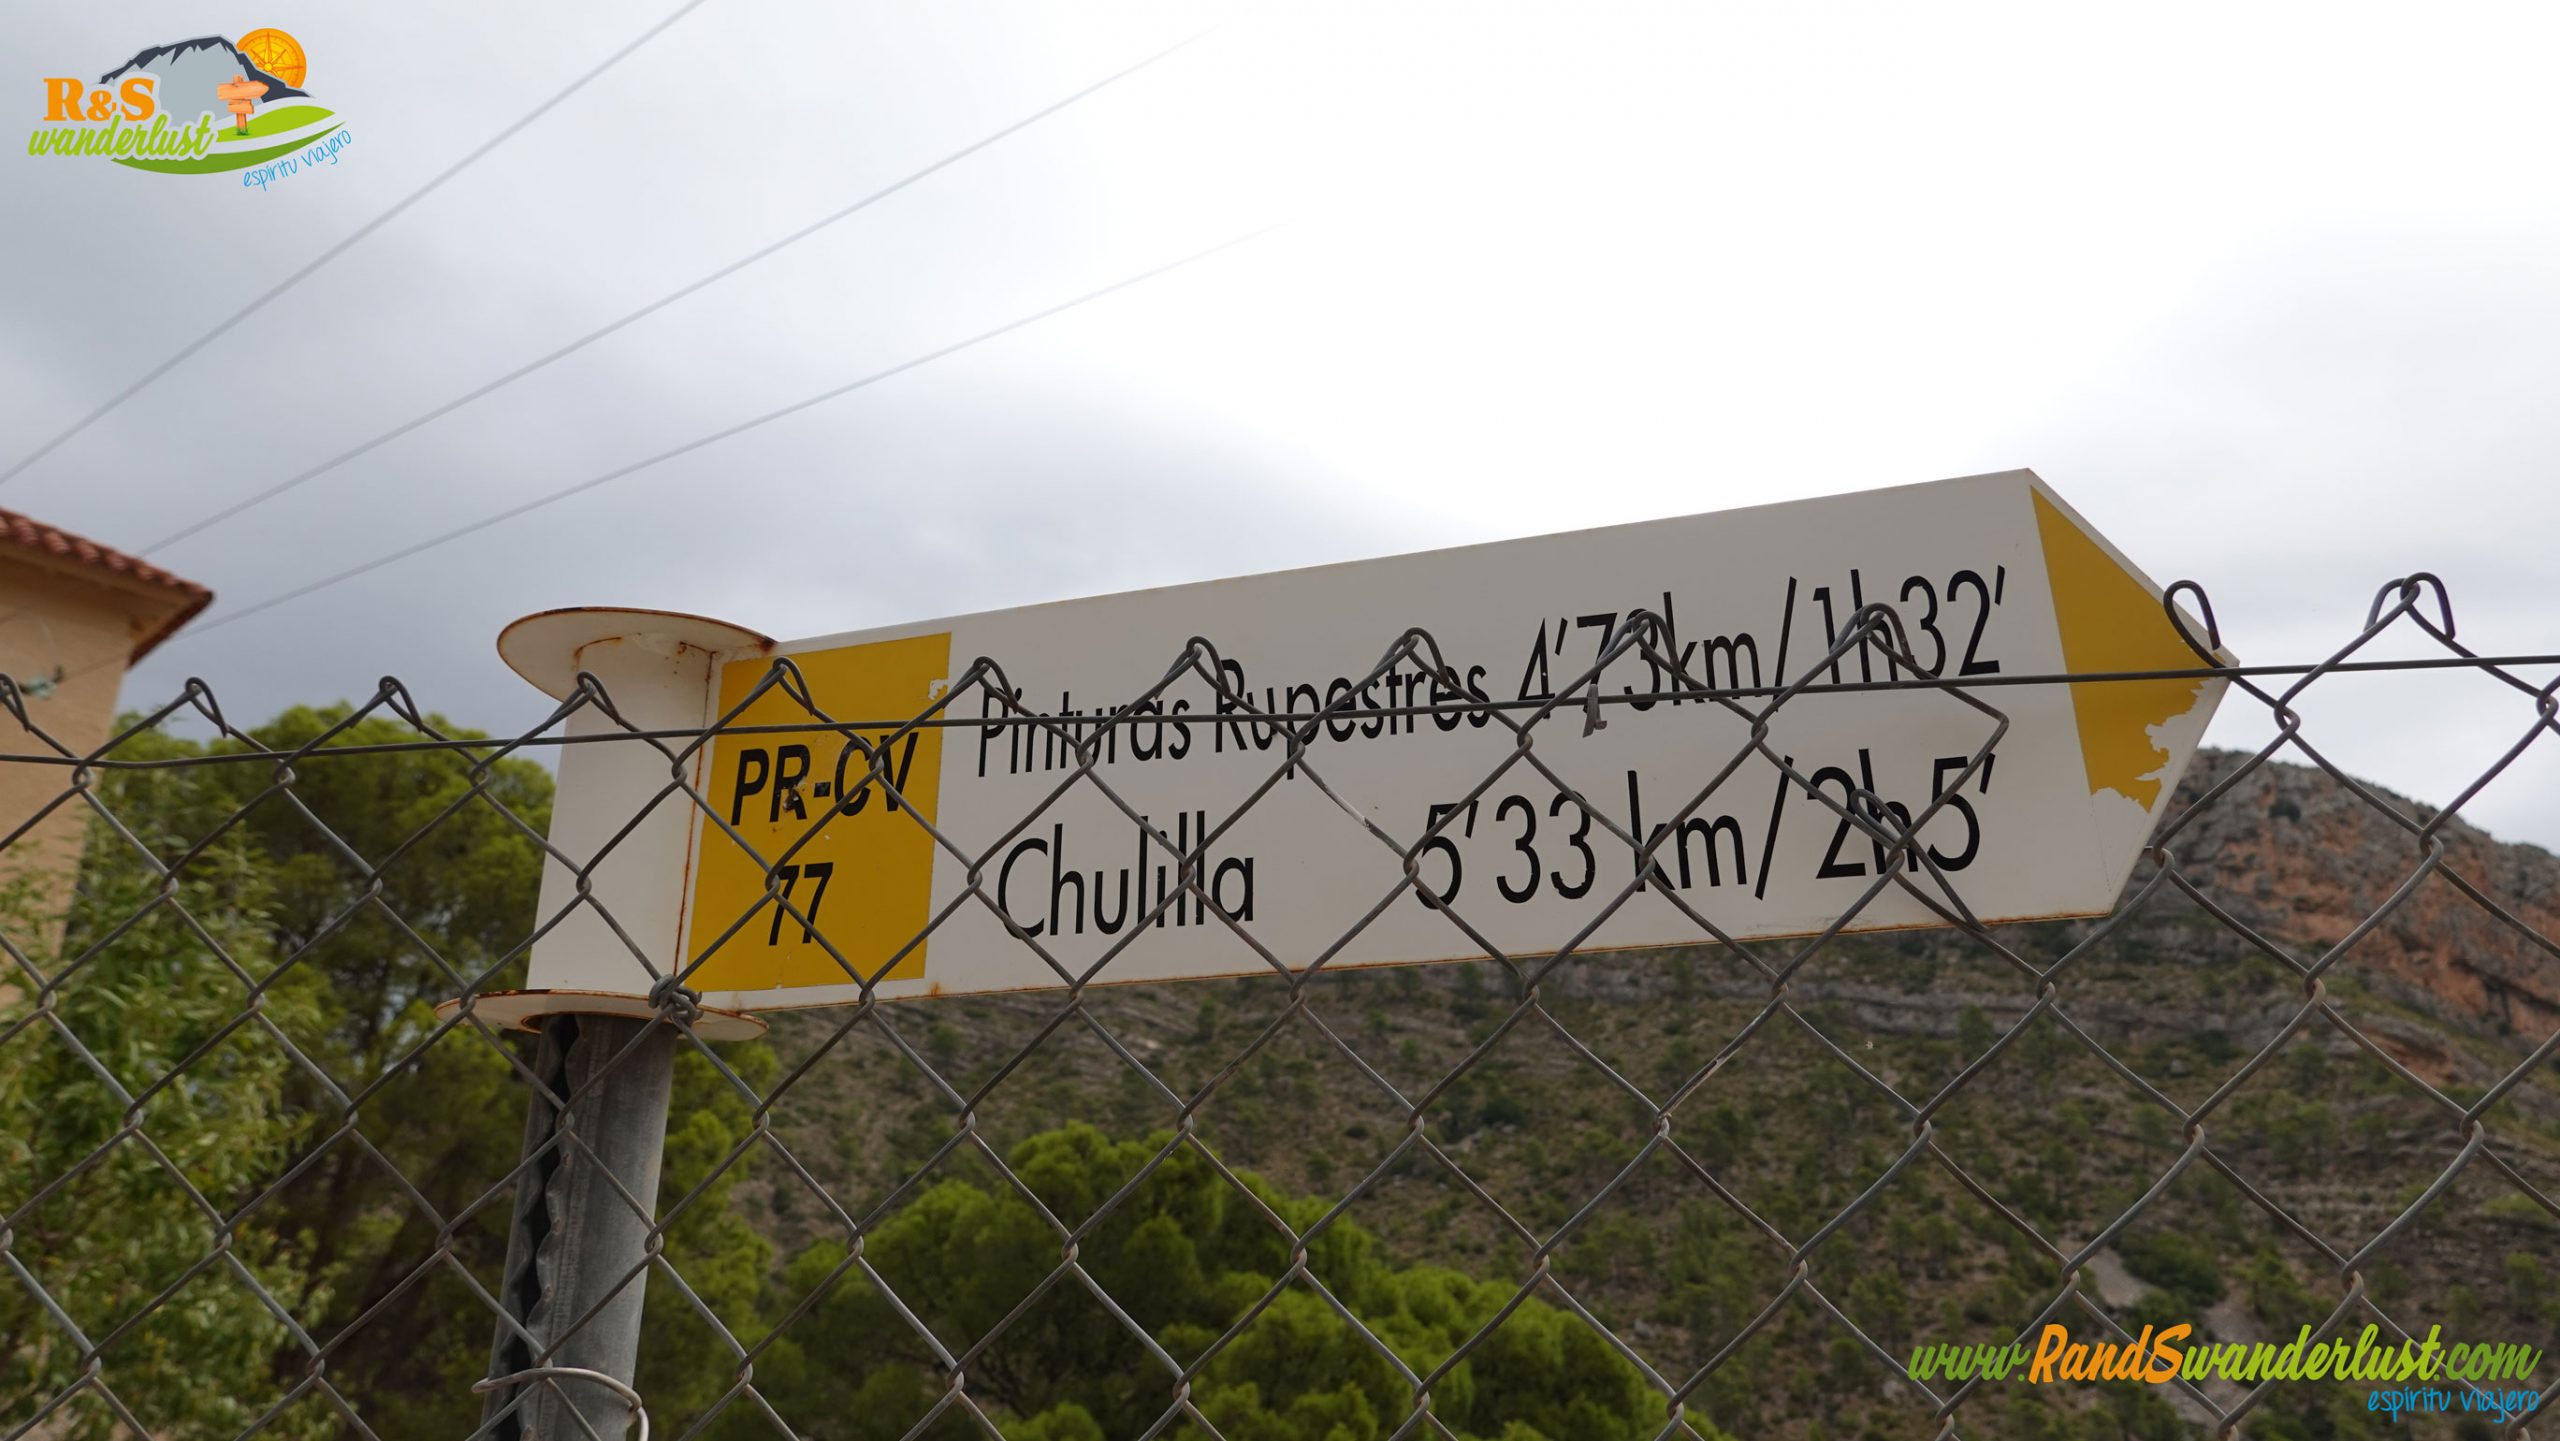 R&S
wanderlust
espíritu viajero
PR-CV
77
Pinturas Rupestres 4'73km/1h32'
Chulilla 5'33 km/2h5'
www.RandSwanderlust.com
espíritu viajero